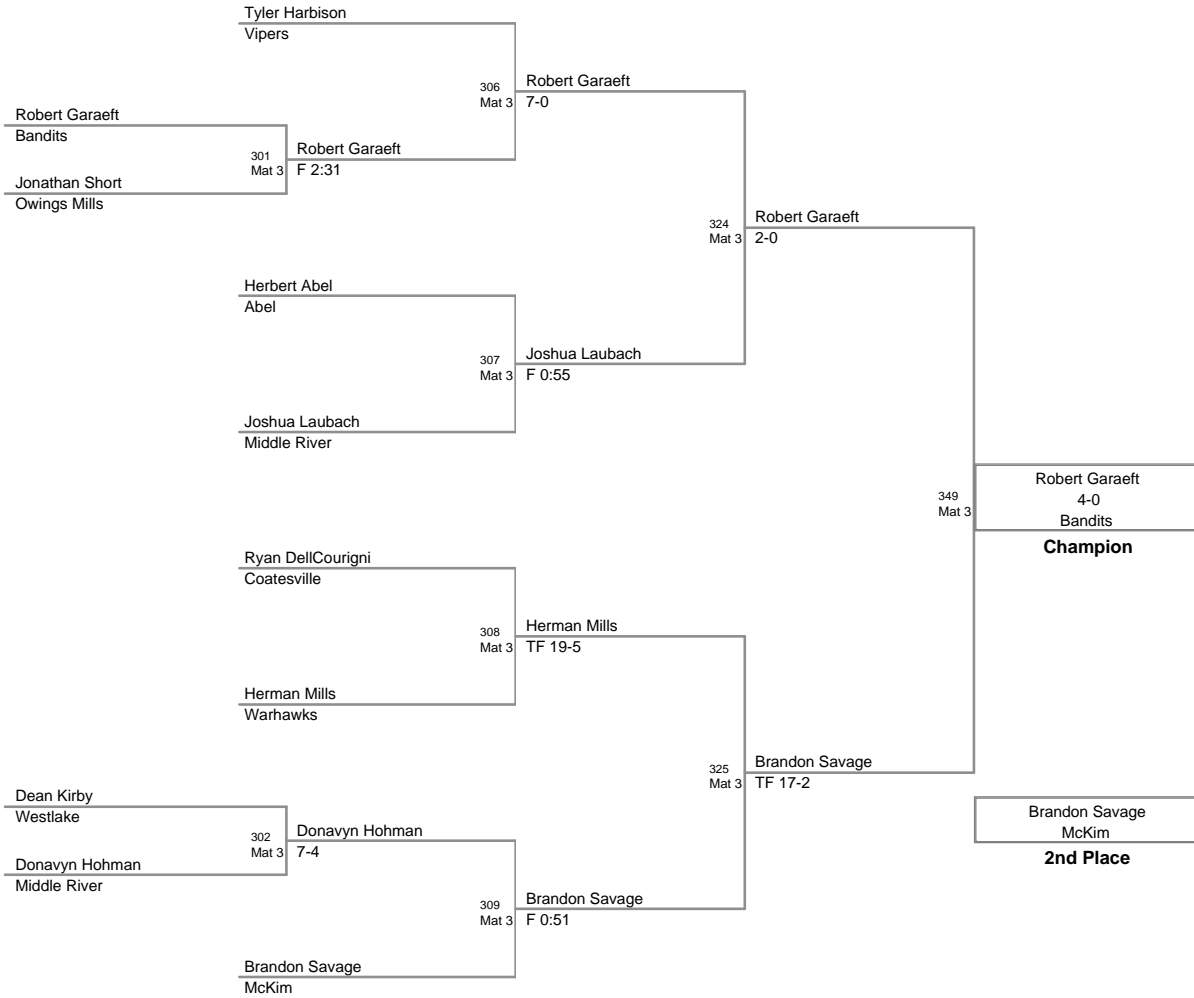 Tyler Harbison
Vipers
306
Mat 3
Robert Garaeft
7-0
Robert Garaeft
Bandits
301
Mat 3
Robert Garaeft
F 2:31
Jonathan Short
Owings Mills
324
Mat 3
Robert Garaeft
2-0
Herbert Abel
Abel
307
Mat 3
Joshua Laubach
F 0:55
Joshua Laubach
Middle River
349
Mat 3
Robert Garaeft
4-0
Bandits
Champion
Ryan DellCourigni
Coatesville
308
Mat 3
Herman Mills
TF 19-5
Herman Mills
Warhawks
325
Mat 3
Brandon Savage
TF 17-2
Dean Kirby
Westlake
302
Mat 3
Donavyn Hohman
7-4
Donavyn Hohman
Middle River
Brandon Savage
McKim
2nd Place
309
Mat 3
Brandon Savage
F 0:51
Brandon Savage
McKim